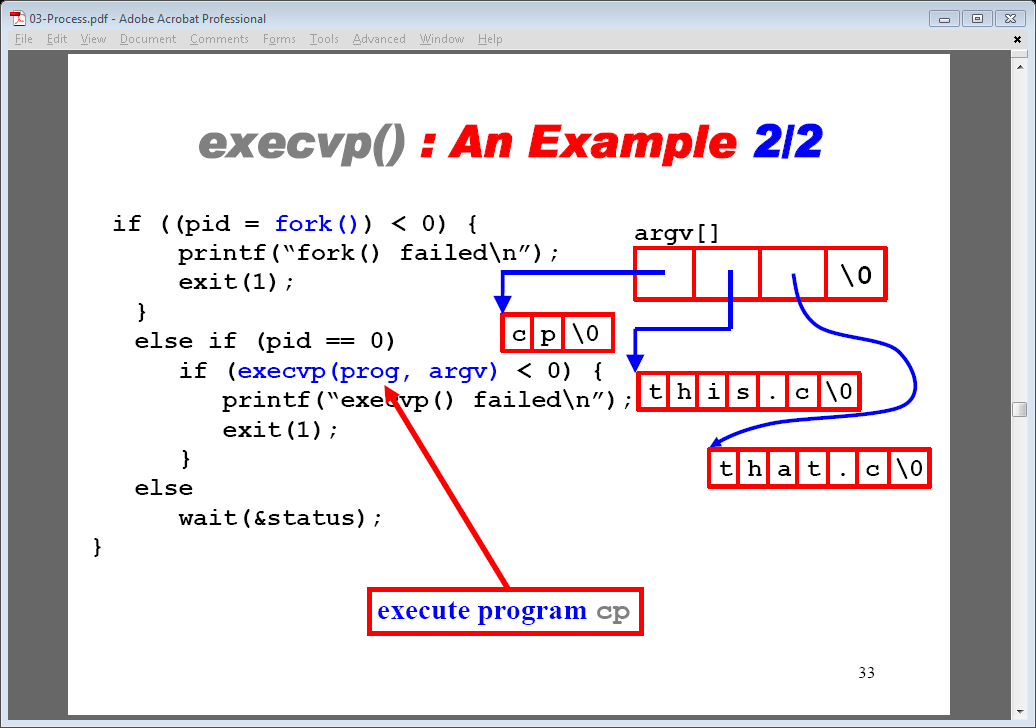 03-Process.pdf - Adobe Acrobat Professional
File Edit View Document Comments Forms Tools Advanced Window Help
execvp() : An Example 2/2
if ((pid = fork()) < 0) {
printf(“fork() failed\n”);
exit(1);
}
else if (pid == 0)
if (execvp(prog, argv) < 0) {
printf(“execvp() failed\n”);
exit(1);
}
else
wait(&status);
}
argv[]
\0
c p \0
t h i s . c \0
t h a t . c \0
execute program cp
33